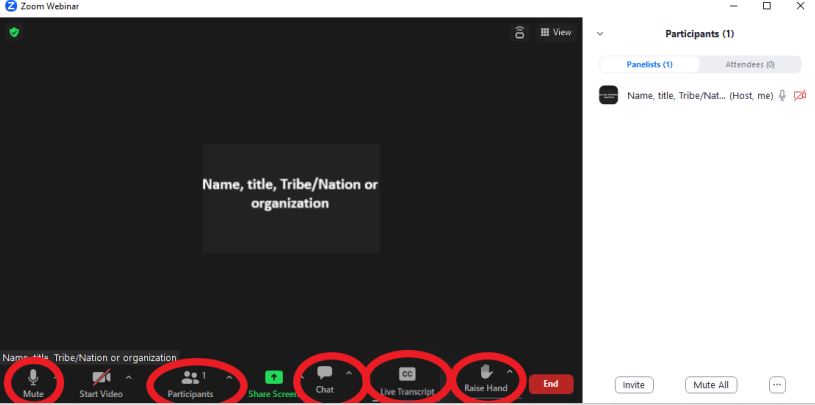 Zoom Webinar
View
Participants (1)
Panelists (1)
Attendees (0)
Name, title, Tribe/Nat... (Host, me)
Name, title, Tribe/Nation or
organization
Name, title, Tribe/Nation or organization
1
Mute
Start Video
Participants
Share Screen
Chat
CC
Live Transcript
Raise Hand
End
Invite
Mute All